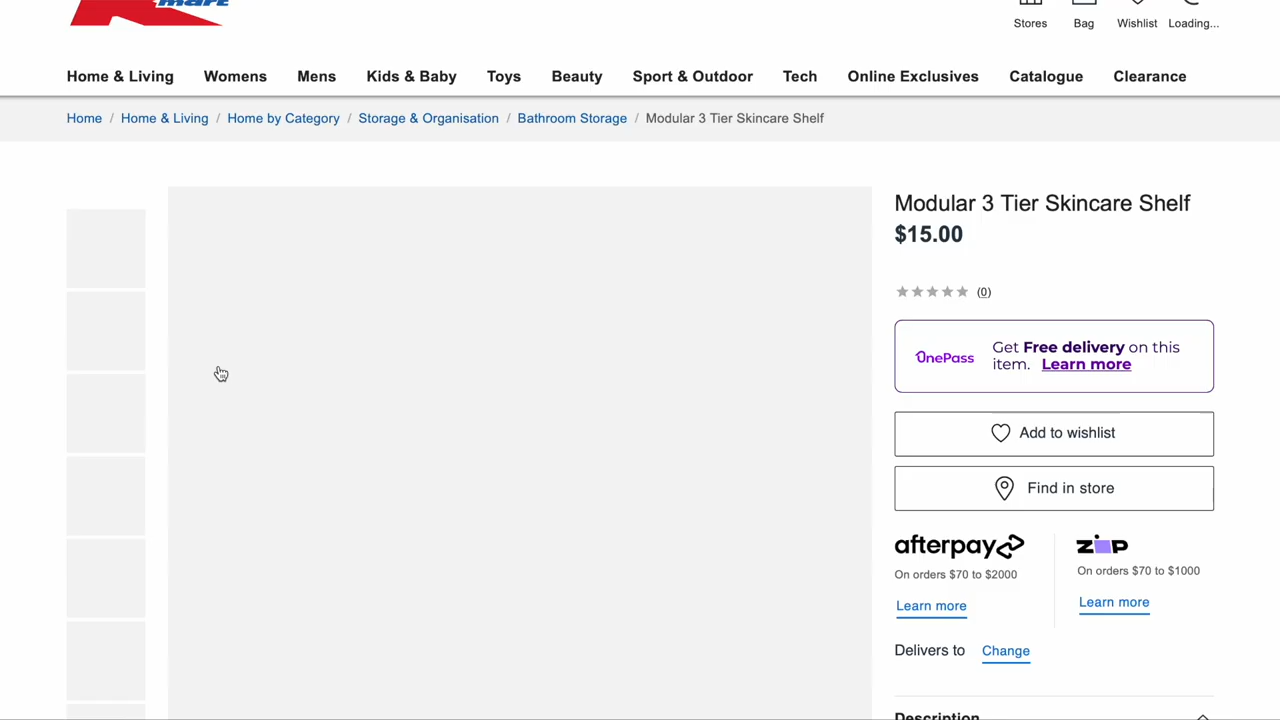 mart
Stores Bag Wishlist Loading...
Home & Living Womens Mens Kids & Baby Toys Beauty Sport & Outdoor Tech Online Exclusives Catalogue Clearance
Home / Home & Living / Home by Category / Storage & Organisation / Bathroom Storage / Modular 3 Tier Skincare Shelf
Modular 3 Tier Skincare Shelf
$15.00
(0)
OnePass
Get Free delivery on this
item. Learn more
Add to wishlist
Find in store
afterpay
On orders $70 to $2000
Learn more
zip
On orders $70 to $1000
Learn more
Delivers to Change
Description